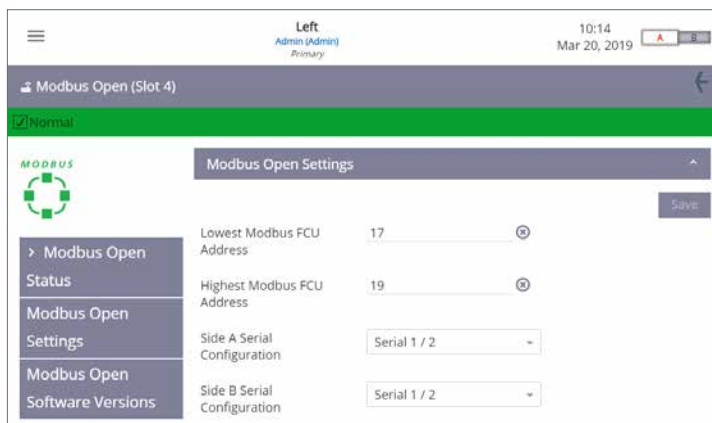 Left
Admin (Admin)
Primary
10:14
Mar 20, 2019
A
B
Modbus Open (Slot 4)
Normal
MODBUS
> Modbus Open
Status
Modbus Open
Settings
Modbus Open
Software Versions
Modbus Open Settings
Save
Lowest Modbus FCU
Address
17
Highest Modbus FCU
Address
19
Side A Serial
Configuration
Serial 1 / 2
Side B Serial
Configuration
Serial 1 / 2